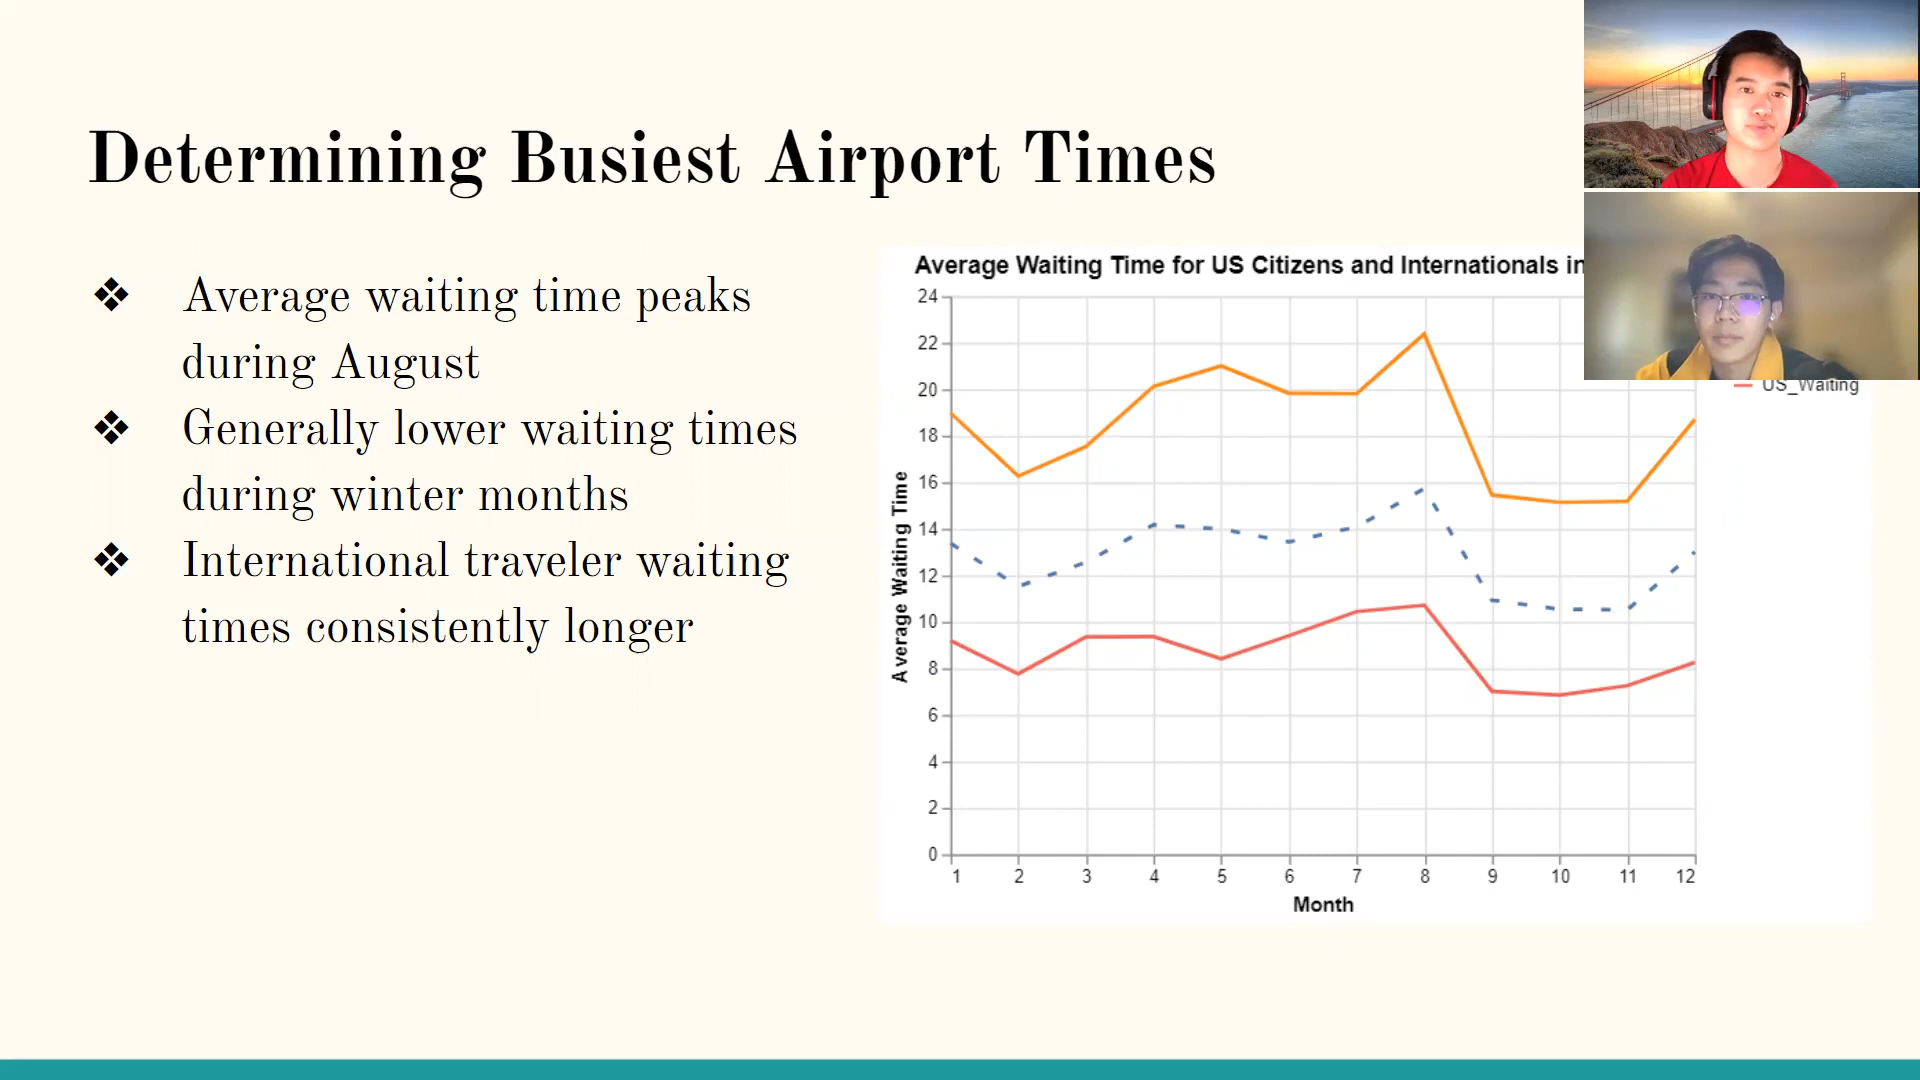 Determining Busiest Airport Times
❖ Average waiting time peaks
during August
❖ Generally lower waiting times
during winter months
❖ International traveler waiting
times consistently longer
Average Waiting Time for US Citizens and Internationals in
US_Waiting
Average Waiting Time
24
22
20
18
16
14
12
10
8
6
4
2
0
1 2 3 4 5 6 7 8 9 10 11 12
Month